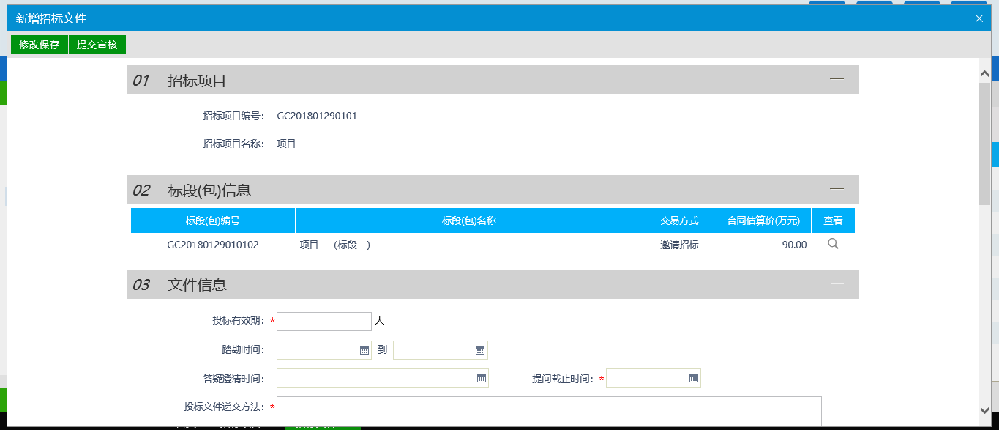 新增招标文件
修改保存 提交审核
01 招标项目
招标项目编号： GC201801290101
招标项目名称： 项目一
02 标段(包)信息
标段(包)编号 标段(包)名称 交易方式 合同估算价(万元) 查看
GC20180129010102 项目一（标段二） 邀请招标 90.00
03 文件信息
投标有效期： * 天
踏勘时间： 到
答疑澄清时间： 提问截止时间： *
投标文件递交方法： *